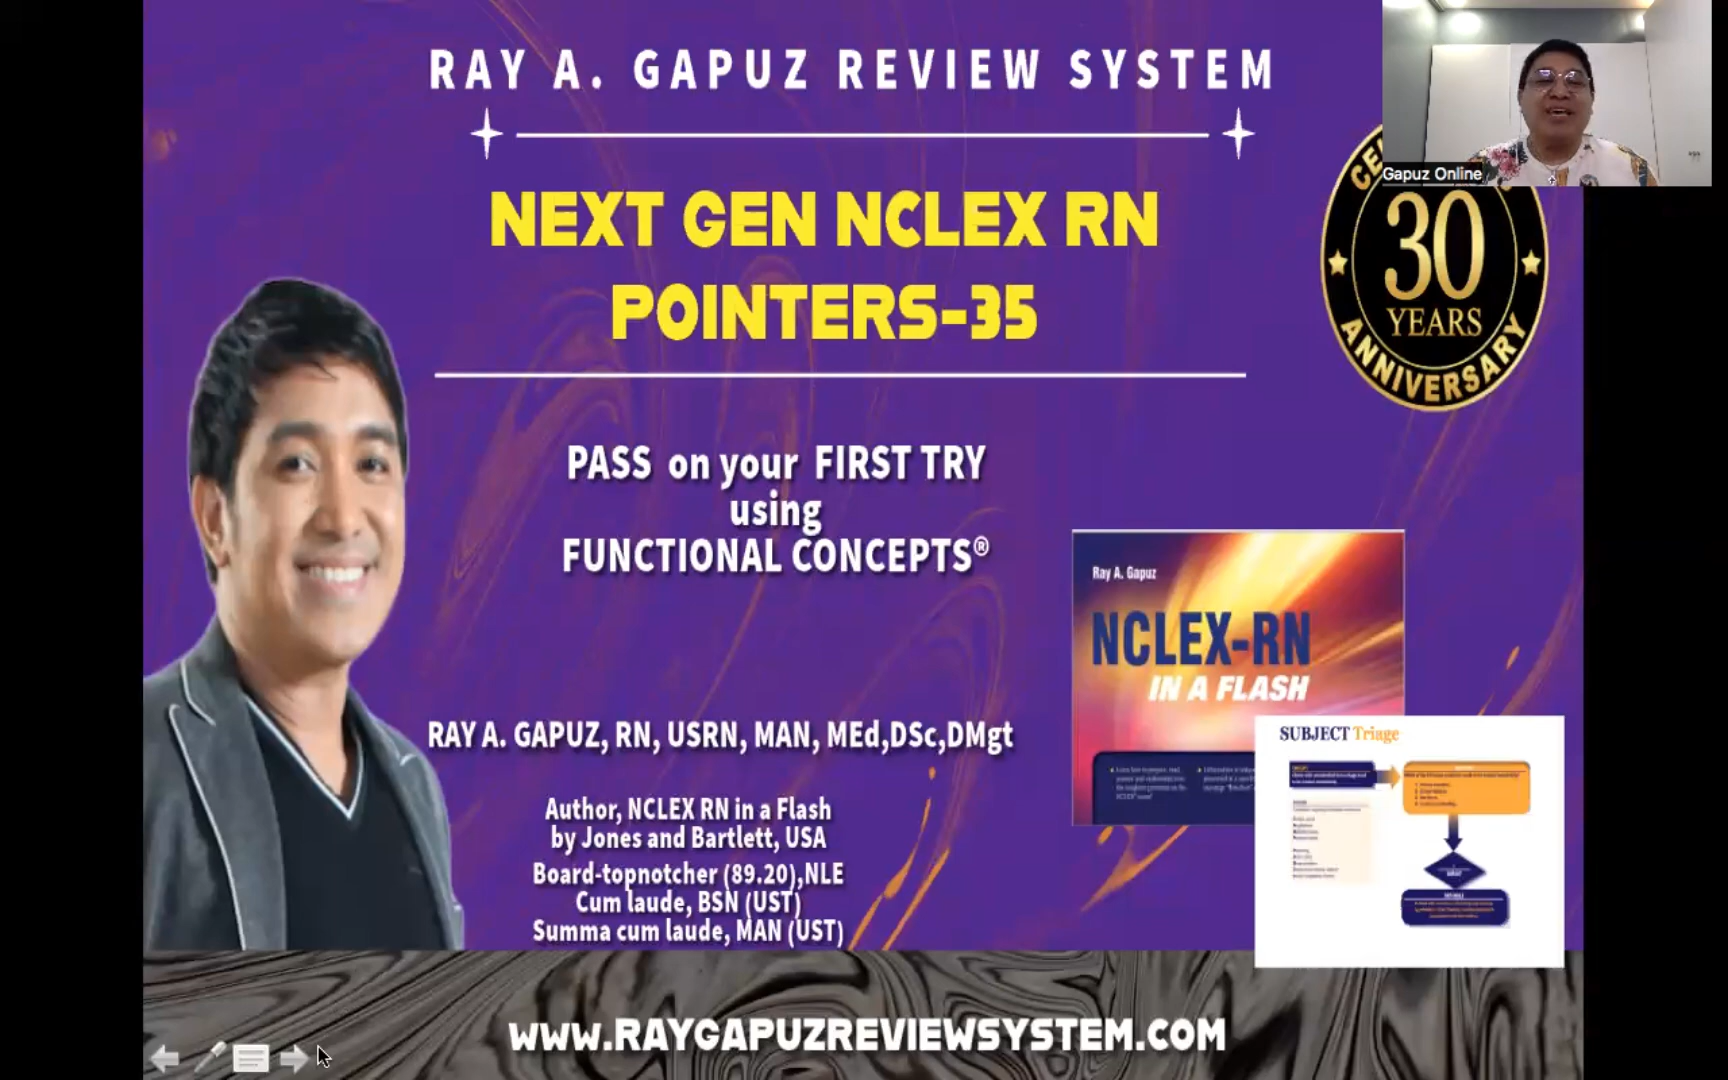 RAY A. GAPUZ REVIEW SYSTEM
Gapuz Online
NEXT GEN NCLEX RN
POINTERS-35
30
YEARS
ANNIVERSARY
PASS on your FIRST TRY
using
FUNCTIONAL CONCEPTS®
Ray A. Gapuz
NCLEX-RN
IN A FLASH
SUBJECT Triage
RAY A. GAPUZ, RN, USRN, MAN, MEd,DSc,DMgt
Author, NCLEX RN in a Flash
by Jones and Bartlett, USA
Board-topnotcher (89.20),NLE
Cum laude, BSN (UST)
Summa cum laude, MAN (UST)
www.RAYGAPUZREVIEWSYSTEM.COM